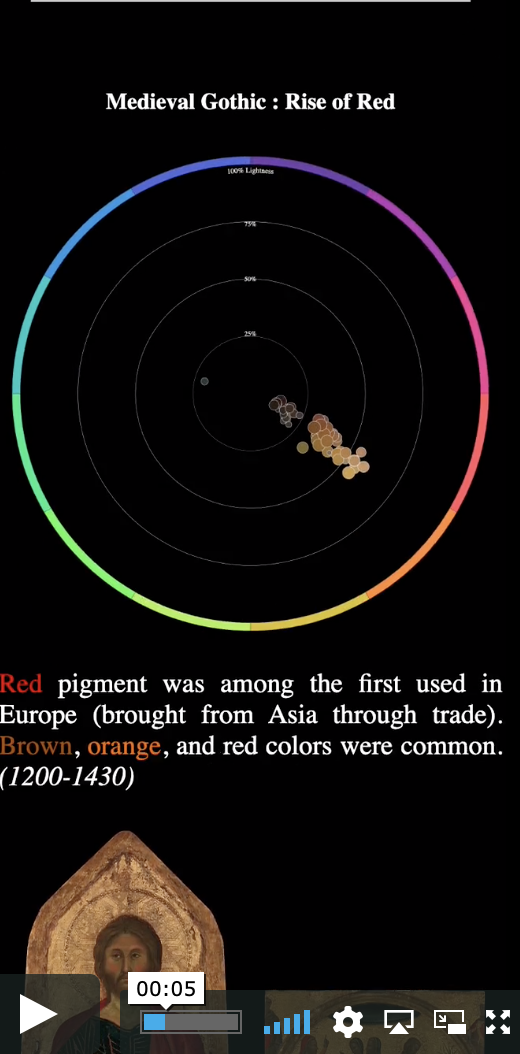 Medieval Gothic : Rise of Red
100% Lightness
75%
50%
25%
Red pigment was among the first used in
Europe (brought from Asia through trade).
Brown, orange, and red colors were common.
(1200-1430)
00:05